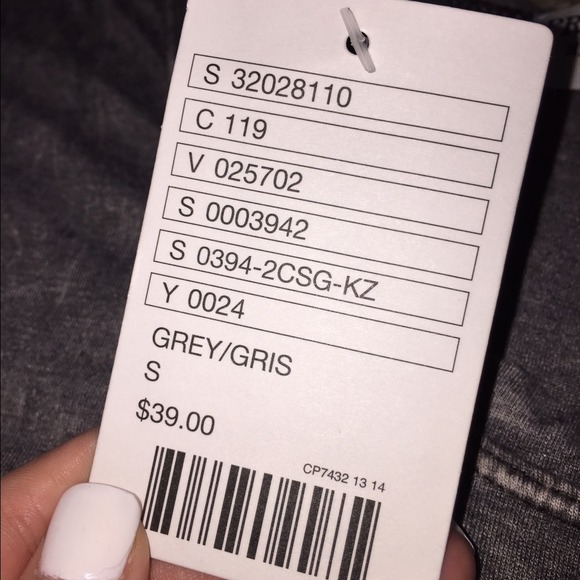 S 32028110
C 119
V 025702
S 0003942
S 0394-2CSG-KZ
Y 0024
GREY/GRIS
S
$39.00
CP7432 13 14